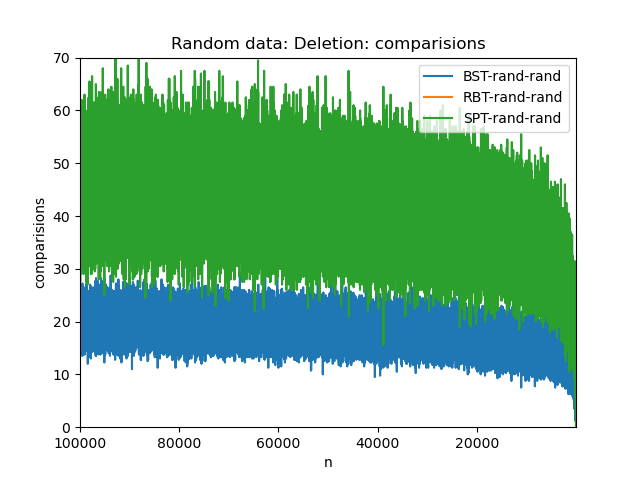 Random data: Deletion: comparisions
70
60
50
40
30
20
10
0
comparisions
BST-rand-rand
RBT-rand-rand
SPT-rand-rand
100000 80000 60000 40000 20000
n